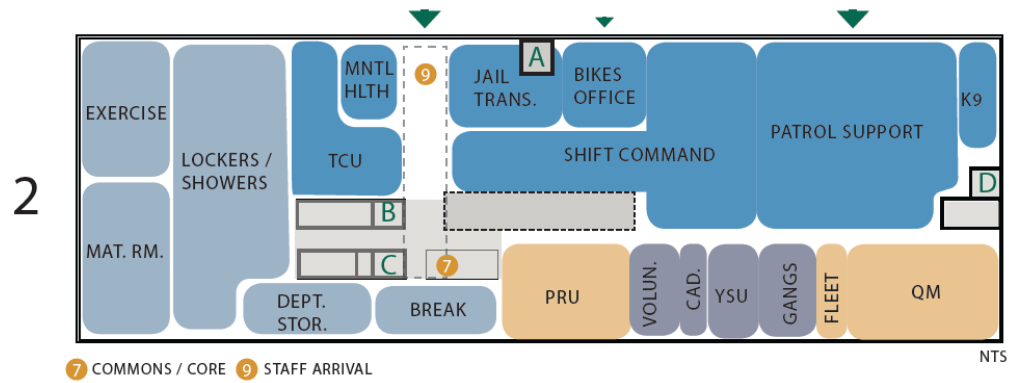 2
EXERCISE
MAT. RM.
LOCKERS /
SHOWERS
TCU
MNTL
HLTH
9
JAIL
TRANS.
A
BIKES
OFFICE
SHIFT COMMAND
PATROL SUPPORT
K9
D
B
C
7
DEPT.
STOR.
BREAK
PRU
VOLUN.
CAD.
YSU
GANGS
FLEET
QM
7 COMMONS / CORE 9 STAFF ARRIVAL
NTS